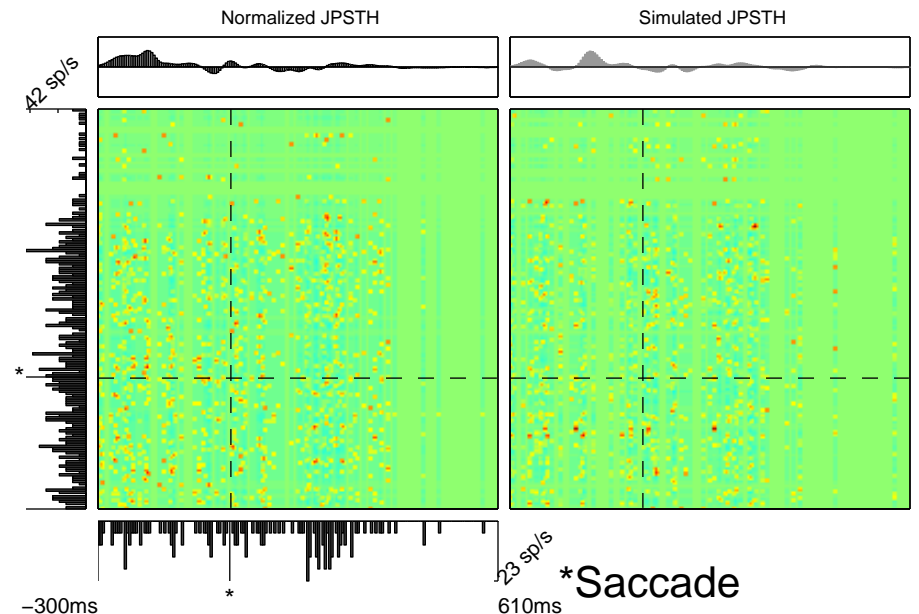 Normalized JPSTH
Simulated JPSTH
42 sp/s
*
23 sp/s
*
*Saccade
−300ms
610ms